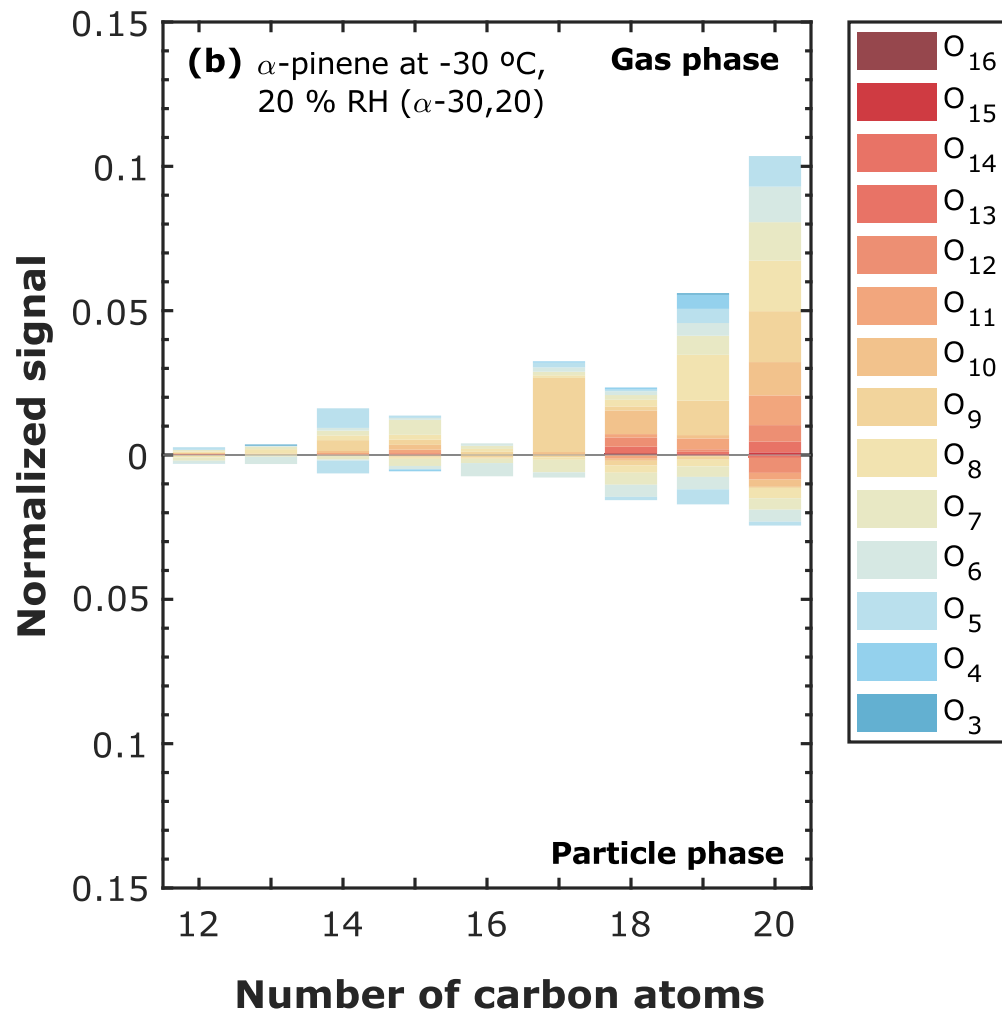 (b) α-pinene at -30 ºC,
20 % RH (α-30,20)
Gas phase
Particle phase
0.15
0.1
0.05
0
0.05
0.1
0.15
Normalized signal
12
14
16
18
20
Number of carbon atoms
O16
O15
O14
O13
O12
O11
O10
O9
O8
O7
O6
O5
O4
O3